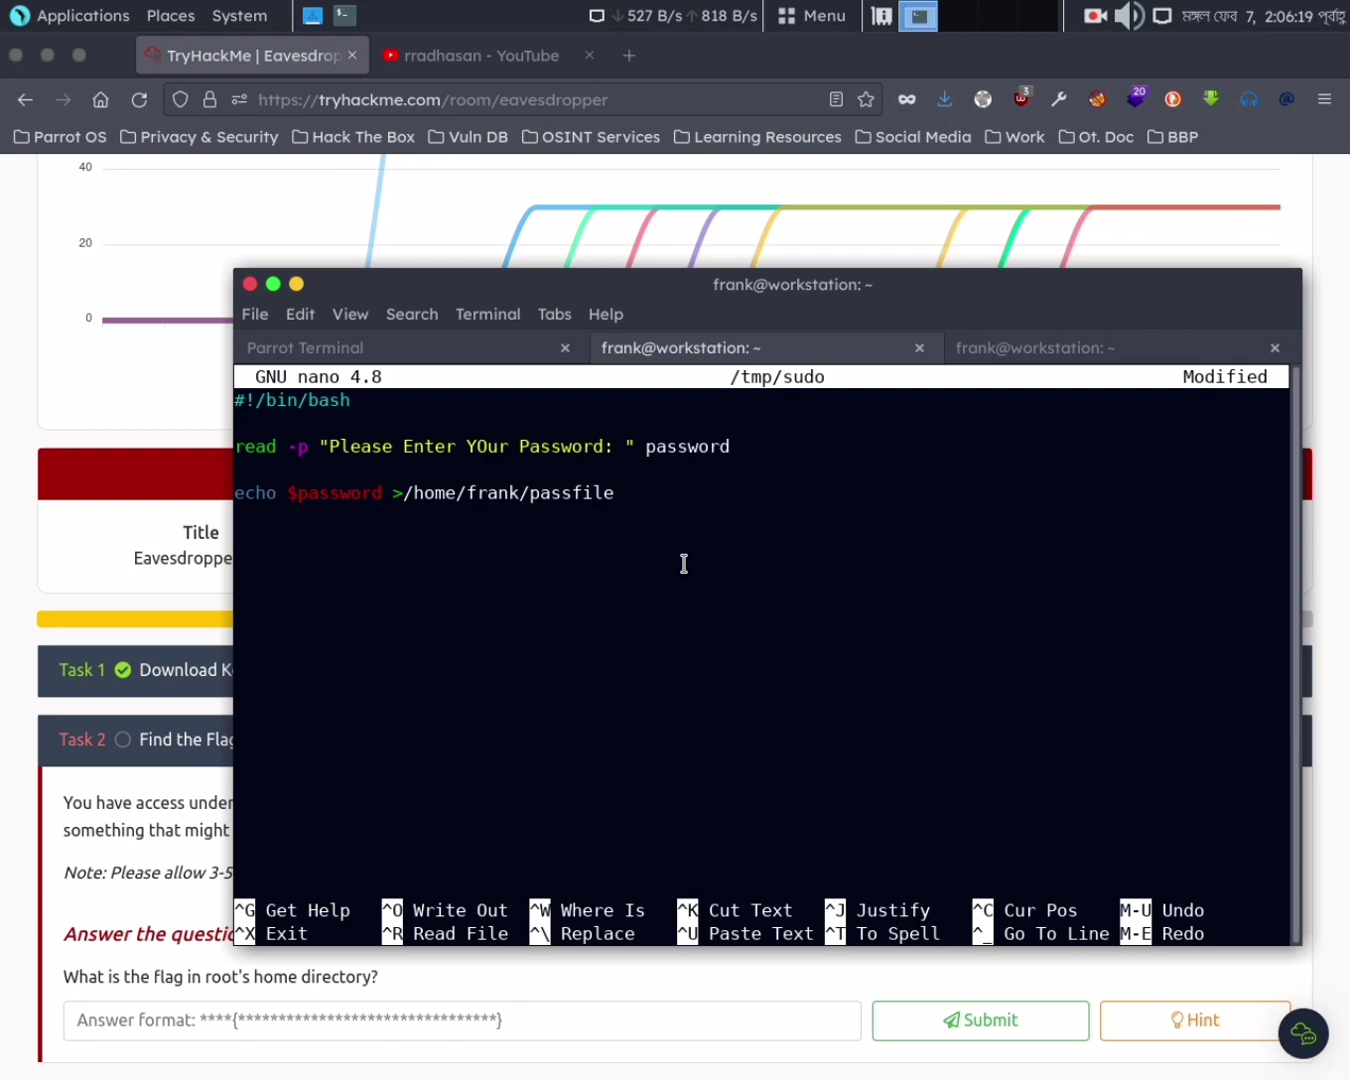 Applications Places System 527 B/s 818 B/s Menu মঙ্গল ফেব 7, 2:06:19 পূর্বাহ্ণ
TryHackMe | Eavesdrop rradhasan - YouTube
https://tryhackme.com/room/eavesdropper 3 20
Parrot OS Privacy & Security Hack The Box Vuln DB OSINT Services Learning Resources Social Media Work Ot. Doc BBP
40
20
0
frank@workstation: ~
File Edit View Search Terminal Tabs Help
Parrot Terminal frank@workstation: ~ frank@workstation: ~
GNU nano 4.8 /tmp/sudo Modified
#!/bin/bash
read -p "Please Enter YOur Password: " password
echo $password >/home/frank/passfile
Title
Eavesdroppe
Task 1 Download K
Task 2 Find the Flag
You have access under
something that might
Note: Please allow 3-5
Answer the questio
^G Get Help ^O Write Out ^W Where Is ^K Cut Text ^J Justify ^C Cur Pos M-U Undo
^X Exit ^R Read File ^\ Replace ^U Paste Text ^T To Spell ^_ Go To Line M-E Redo
What is the flag in root's home directory?
Answer format: ****{********************************} Submit Hint